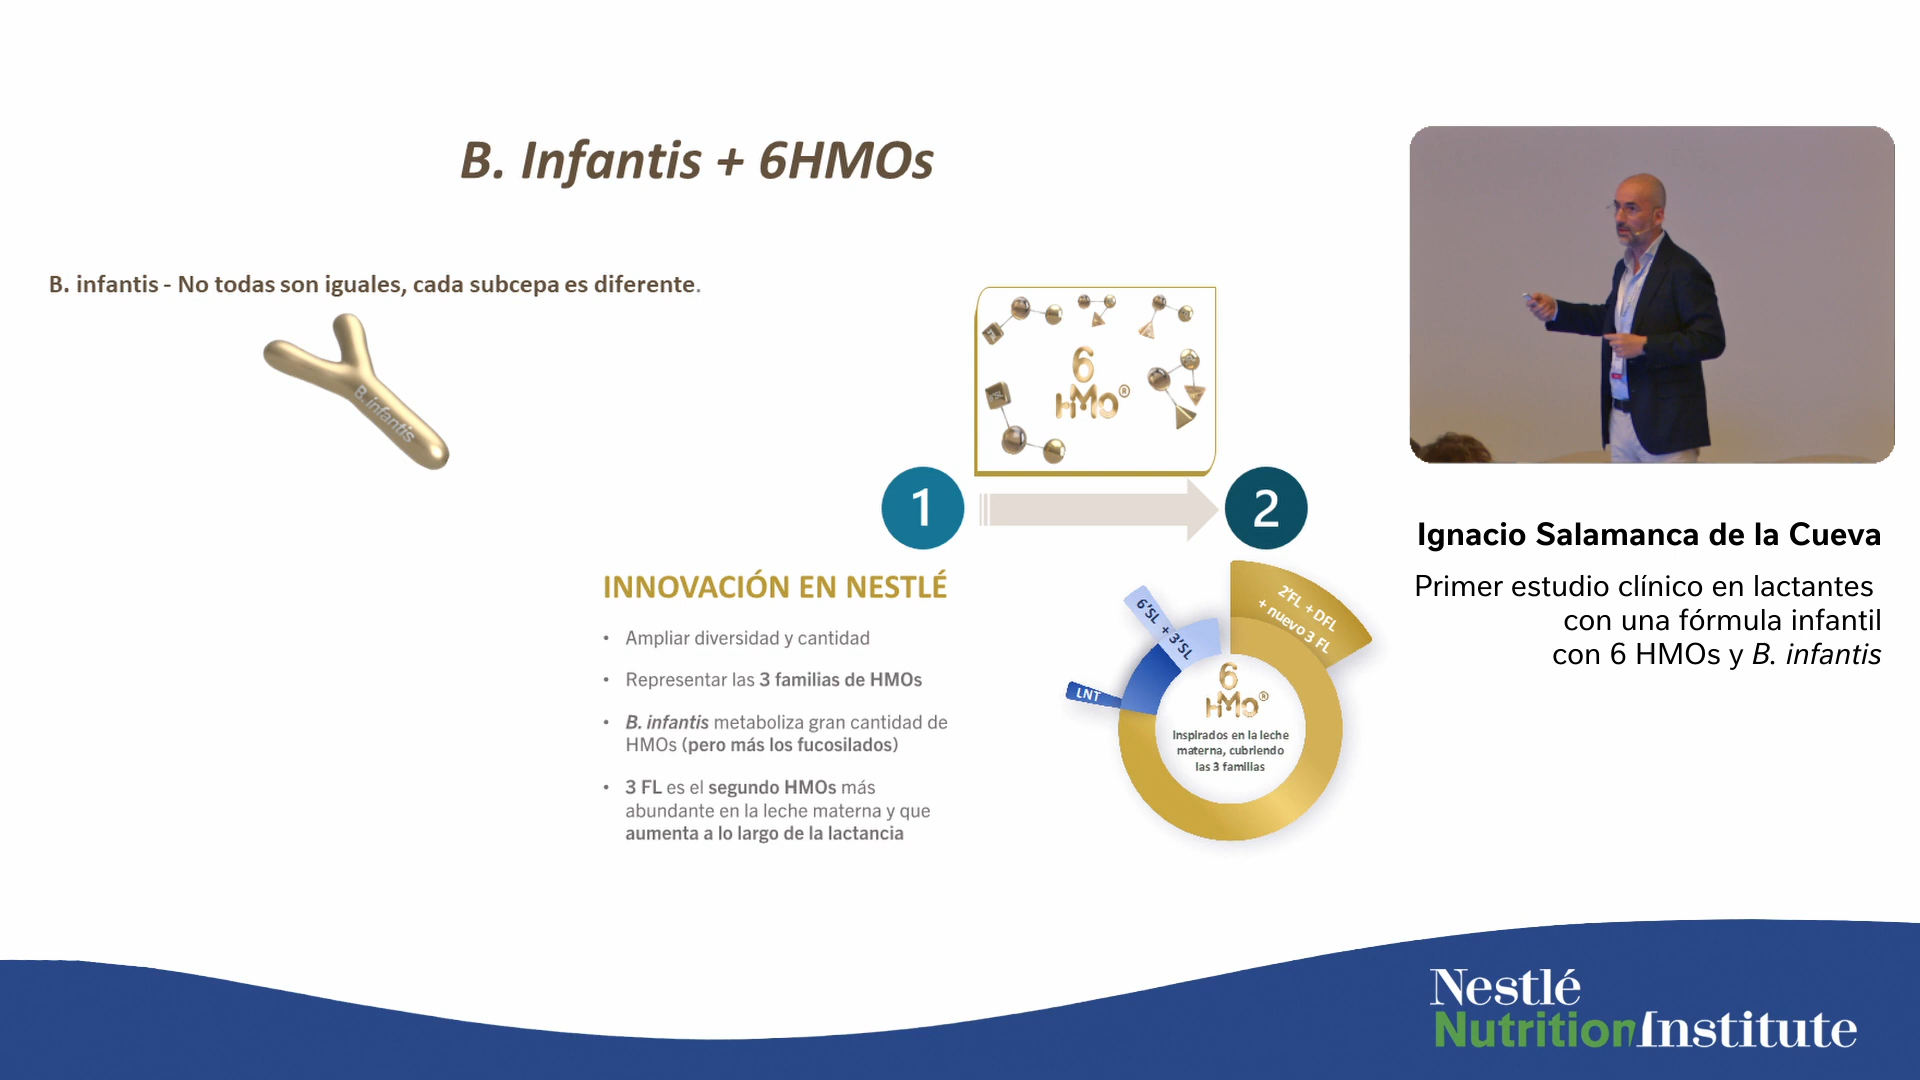 B. Infantis + 6HMOs
B. infantis - No todas son iguales, cada subcepa es diferente.
B. infantis
6
HMO®
1
2
INNOVACIÓN EN NESTLÉ
• Ampliar diversidad y cantidad
• Representar las 3 familias de HMOs
• B. infantis metaboliza gran cantidad de
HMOs (pero más los fucosilados)
• 3 FL es el segundo HMOs más
abundante en la leche materna y que
aumenta a lo largo de la lactancia
2'FL + DFL
+ nuevo 3 FL
6'SL + 3'SL
LNT
6
HMO®
Inspirados en la leche
materna, cubriendo
las 3 familias
Ignacio Salamanca de la Cueva
Primer estudio clínico en lactantes
con una fórmula infantil
con 6 HMOs y B. infantis
Nestlé
NutritionInstitute